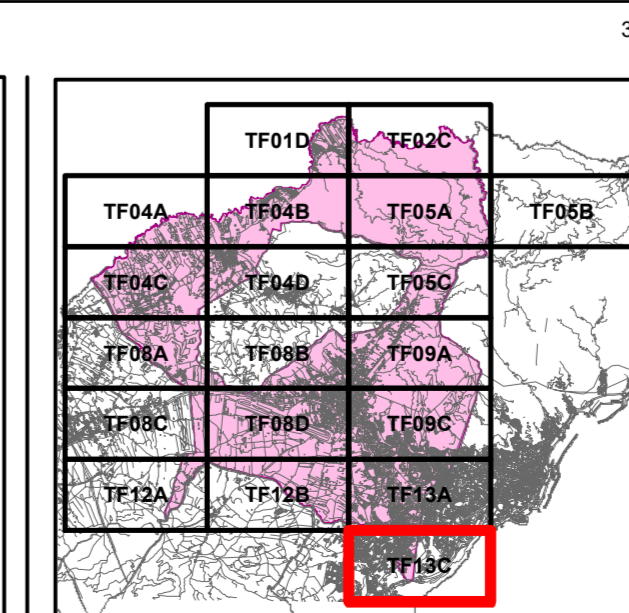 3
TF01D TF02C
TF04A TF04B TF05A TF05B
TF04C TF04D TF05C
TF08A TF08B TF09A
TF08C TF08D TF09C
TF12A TF12B TF13A
TF13C